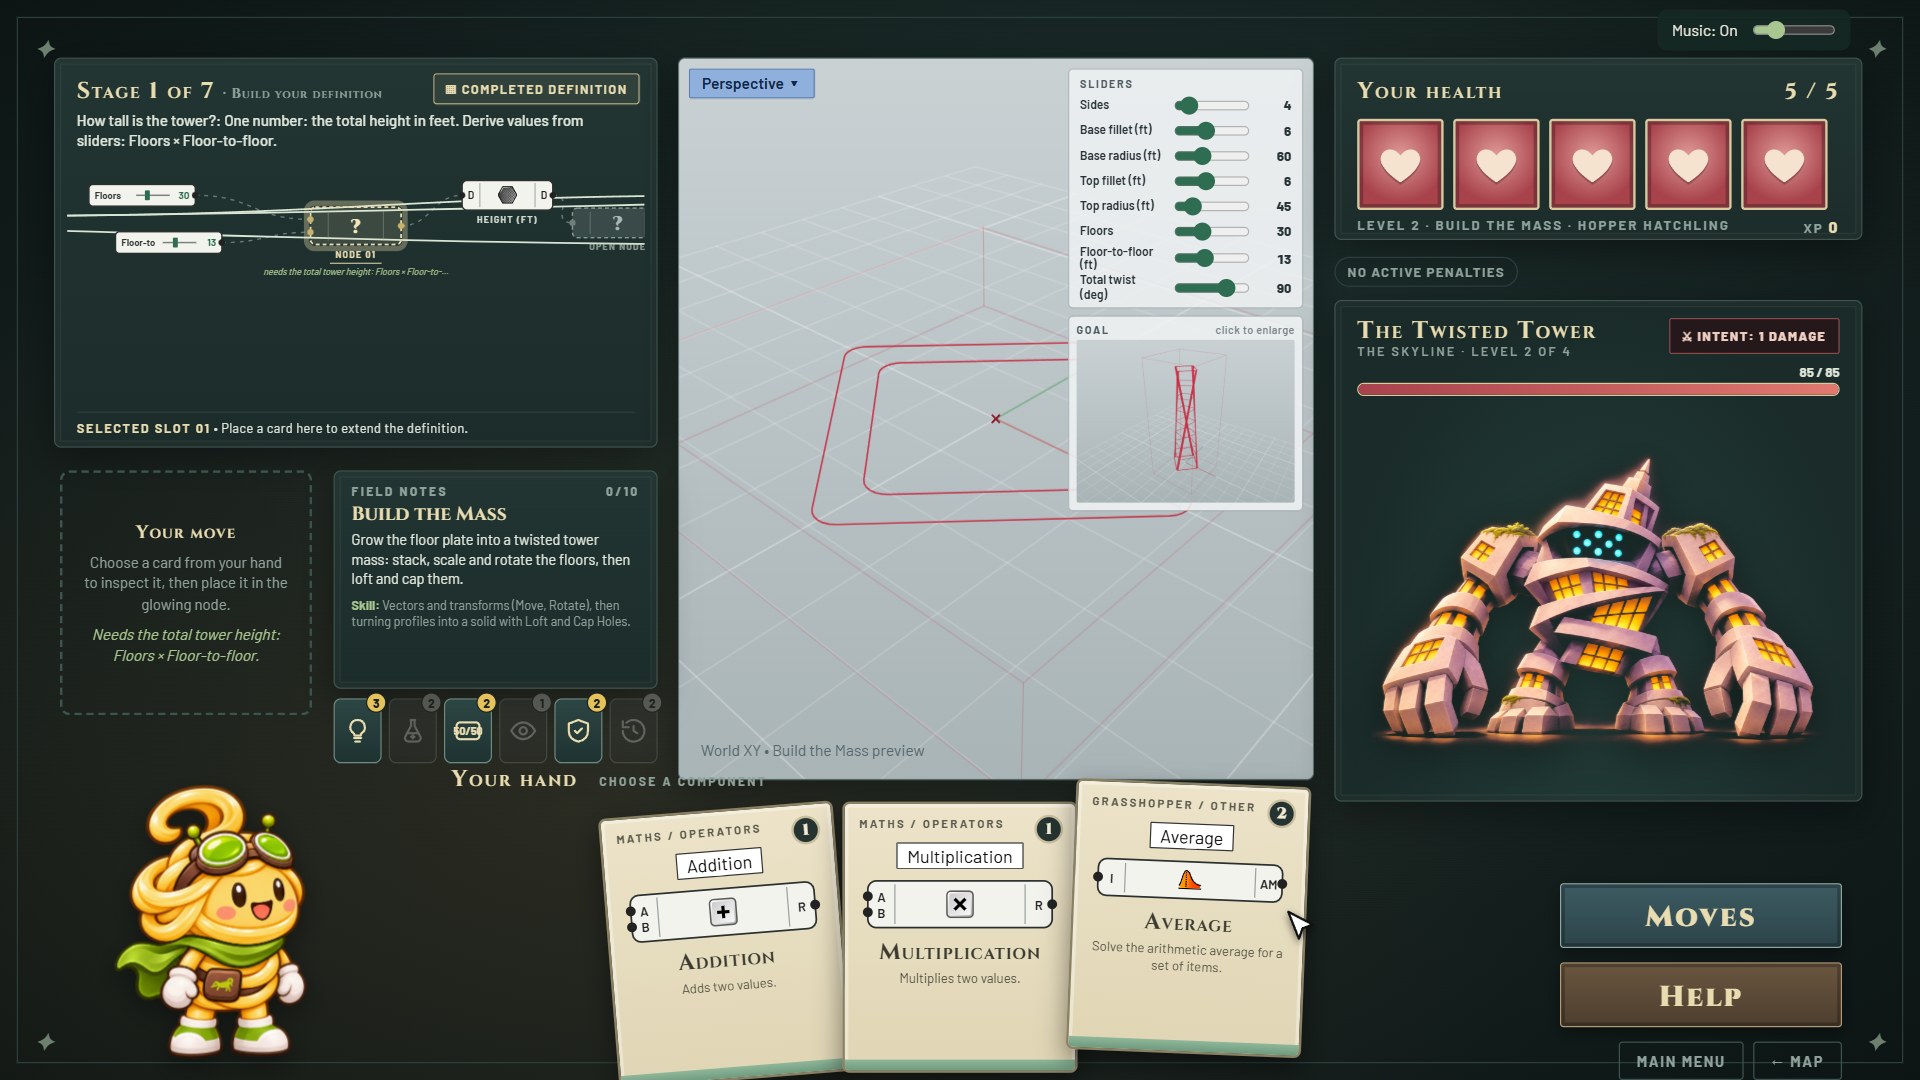 Music: On
STAGE 1 OF 7 · BUILD YOUR DEFINITION
COMPLETED DEFINITION
How tall is the tower?: One number: the total height in feet. Derive values from
sliders: Floors × Floor-to-floor.
Floors 30
Floor-to 13
?
NODE 01
needs the total tower height: Floors × Floor-to-...
D D
HEIGHT (FT)
?
OPEN NODE
SELECTED SLOT 01 • Place a card here to extend the definition.
YOUR MOVE
Choose a card from your hand
to inspect it, then place it in the
glowing node.
Needs the total tower height:
Floors × Floor-to-floor.
FIELD NOTES 0/10
BUILD THE MASS
Grow the floor plate into a twisted tower
mass: stack, scale and rotate the floors, then
loft and cap them.
Skill: Vectors and transforms (Move, Rotate), then
turning profiles into a solid with Loft and Cap Holes.
3 2 2 1 2 2
50/50
Perspective ▼
SLIDERS
Sides 4
Base fillet (ft) 6
Base radius (ft) 60
Top fillet (ft) 6
Top radius (ft) 45
Floors 30
Floor-to-floor
(ft) 13
Total twist
(deg) 90
GOAL click to enlarge
World XY • Build the Mass preview
YOUR HEALTH 5 / 5
LEVEL 2 · BUILD THE MASS · HOPPER HATCHLING XP 0
NO ACTIVE PENALTIES
THE TWISTED TOWER
THE SKYLINE · LEVEL 2 OF 4
INTENT: 1 DAMAGE
85 / 85
YOUR HAND CHOOSE A COMPONENT
MATHS / OPERATORS 1
Addition
A
B
R
ADDITION
Adds two values.
MATHS / OPERATORS 1
Multiplication
A
B
R
MULTIPLICATION
Multiplies two values.
GRASSHOPPER / OTHER 2
Average
I AM
AVERAGE
Solve the arithmetic average for a
set of items.
MOVES
HELP
MAIN MENU
← MAP